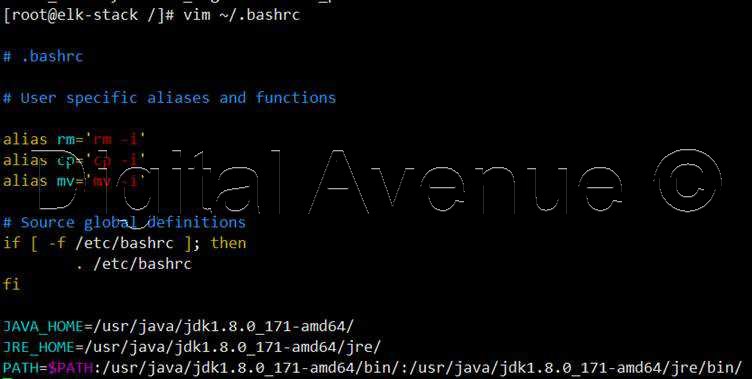 [root@elk-stack /]# vim ~/.bashrc
# .bashrc
# User specific aliases and functions
alias rm='rm -i'
alias cp='cp -i'
alias mv='mv -i'
Digital Avenue ©
# Source global definitions
if [ -f /etc/bashrc ]; then
        . /etc/bashrc
fi
JAVA_HOME=/usr/java/jdk1.8.0_171-amd64/
JRE_HOME=/usr/java/jdk1.8.0_171-amd64/jre/
PATH=$PATH:/usr/java/jdk1.8.0_171-amd64/bin/:/usr/java/jdk1.8.0_171-amd64/jre/bin/